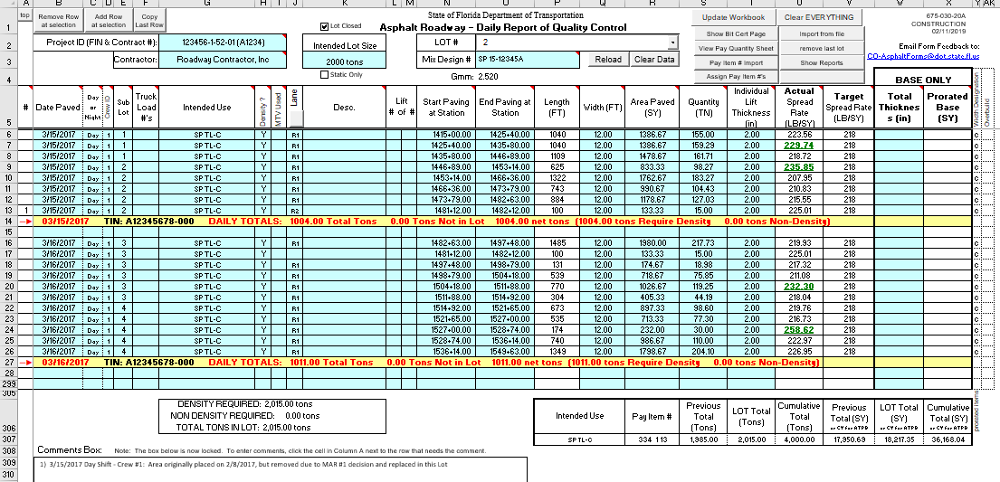 A B C D E F G H I J K L M N O P Q R S T U V W X Y AK
top Remove Row at selection Add Row at selection Copy Last Row State of Florida Department of Transportation Update Workbook Clear EVERYTHING 675-030-20A
1 Lot Closed Asphalt Roadway - Daily Report of Quality Control CONSTRUCTION
02/11/2019
Show Bit Cert Page Import from file
2 Project ID (FIN & Contract #): 123456-1-52-01 (A1234) Intended Lot Size LOT # 2 View Pay Quantity Sheet remove last lot Email Form Feedback to:
3 Contractor: Roadway Contractor, Inc 2000 tons Mix Design # SP 15-12345A Reload Clear Data Pay Item # Import Show Reports CO-AsphaltForms@dot.state.fl.us
4 Static Only Gmm: 2.520 Assign Pay Item #'s BASE ONLY
5 # Date Paved Day or Night Crew ID Sub Lot Truck Load #'s Intended Use Density ? MTV Used Lane Desc. Lift # of # Start Paving at Station End Paving at Station Length (FT) Width (FT) Area Paved (SY) Quantity (TN) Individual Lift Thickness (in) Actual Spread Rate (LB/SY) Target Spread Rate (LB/SY) Total Thicknes s (in) Prorated Base (SY) Width Designation Overbuild
6 3/15/2017 Day 1 1 SP TL-C Y R1 1415+00.00 1425+40.00 1040 12.00 1386.67 155.00 2.00 223.56 218 c
7 3/15/2017 Day 1 1 SP TL-C Y R1 1425+40.00 1435+80.00 1040 12.00 1386.67 159.29 2.00 229.74 218 c
8 3/15/2017 Day 1 1 SP TL-C Y R1 1435+80.00 1446+89.00 1109 12.00 1478.67 161.71 2.00 218.72 218 c
9 3/15/2017 Day 1 2 SP TL-C Y R1 1446+89.00 1453+14.00 625 12.00 833.33 98.27 2.00 235.85 218 c
10 3/15/2017 Day 1 2 SP TL-C Y R1 1453+14.00 1466+36.00 1322 12.00 1762.67 183.27 2.00 207.95 218 c
11 3/15/2017 Day 1 2 SP TL-C Y R1 1466+36.00 1473+79.00 743 12.00 990.67 104.43 2.00 210.83 218 c
12 3/15/2017 Day 1 2 SP TL-C Y R1 1473+79.00 1482+63.00 884 12.00 1178.67 127.03 2.00 215.55 218 c
13 1 3/15/2017 Day 1 2 SP TL-C Y R2 1481+12.00 1482+12.00 100 12.00 133.33 15.00 2.00 225.01 218 c
14 03/15/2017 TIN: A12345678-000 DAILY TOTALS: 1004.00 Total Tons 0.00 Tons Not in Lot 1004.00 net tons (1004.00 tons Require Density 0.00 tons Non-Density)
15
16 3/16/2017 Day 1 3 SP TL-C Y R1 1482+63.00 1497+48.00 1485 12.00 1980.00 217.73 2.00 219.93 218 c
17 3/16/2017 Day 1 3 SP TL-C Y 1481+12.00 1482+12.00 100 12.00 133.33 15.00 2.00 225.01 218 c
18 3/16/2017 Day 1 3 SP TL-C Y R1 1497+48.00 1498+79.00 131 12.00 174.67 18.98 2.00 217.32 218 c
19 3/16/2017 Day 1 3 SP TL-C Y R1 1498+79.00 1504+18.00 539 12.00 718.67 75.85 2.00 211.08 218 c
20 3/16/2017 Day 1 3 SP TL-C Y R1 1504+18.00 1511+88.00 770 12.00 1026.67 119.25 2.00 232.30 218 c
21 3/16/2017 Day 1 3 SP TL-C Y R1 1511+88.00 1514+92.00 304 12.00 405.33 44.19 2.00 218.04 218 c
22 3/16/2017 Day 1 4 SP TL-C Y R1 1514+92.00 1521+65.00 673 12.00 897.33 98.60 2.00 219.76 218 c
23 3/16/2017 Day 1 4 SP TL-C Y R1 1521+65.00 1527+00.00 535 12.00 713.33 77.30 2.00 216.73 218 c
24 3/16/2017 Day 1 4 SP TL-C Y R1 1527+00.00 1528+74.00 174 12.00 232.00 30.00 2.00 258.62 218 c
25 3/16/2017 Day 1 4 SP TL-C Y R1 1528+74.00 1536+14.00 740 12.00 986.67 110.00 2.00 222.97 218 c
26 3/16/2017 Day 1 4 SP TL-C Y R1 1536+14.00 1549+63.00 1349 12.00 1798.67 204.10 2.00 226.95 218 c
27 03/16/2017 TIN: A12345678-000 DAILY TOTALS: 1011.00 Total Tons 0.00 Tons Not in Lot 1011.00 net tons (1011.00 tons Require Density 0.00 tons Non-Density)
28
299
305
306 DENSITY REQUIRED: 2,015.00 tons
NON DENSITY REQUIRED: 0.00 tons
TOTAL TONS IN LOT: 2,015.00 tons
Intended Use Pay Item # Previous Total (Tons) LOT Total (Tons) Cumulative Total (Tons) Previous Total (SY) or CY for ATPB LOT Total (SY) or CY for ATPB Cumulative Total (SY) or CY for ATPB prorated items
307 SP TL-C 334 113 1,985.00 2,015.00 4,000.00 17,950.69 18,217.35 36,168.04
308 Comments Box: Note: The box below is now locked. To enter comments, click the cell in Column A next to the row that needs the comment.
309 1) 3/15/2017 Day Shift - Crew #1: Area originally placed on 2/8/2017, but removed due to MAR #1 decision and replaced in this Lot
310